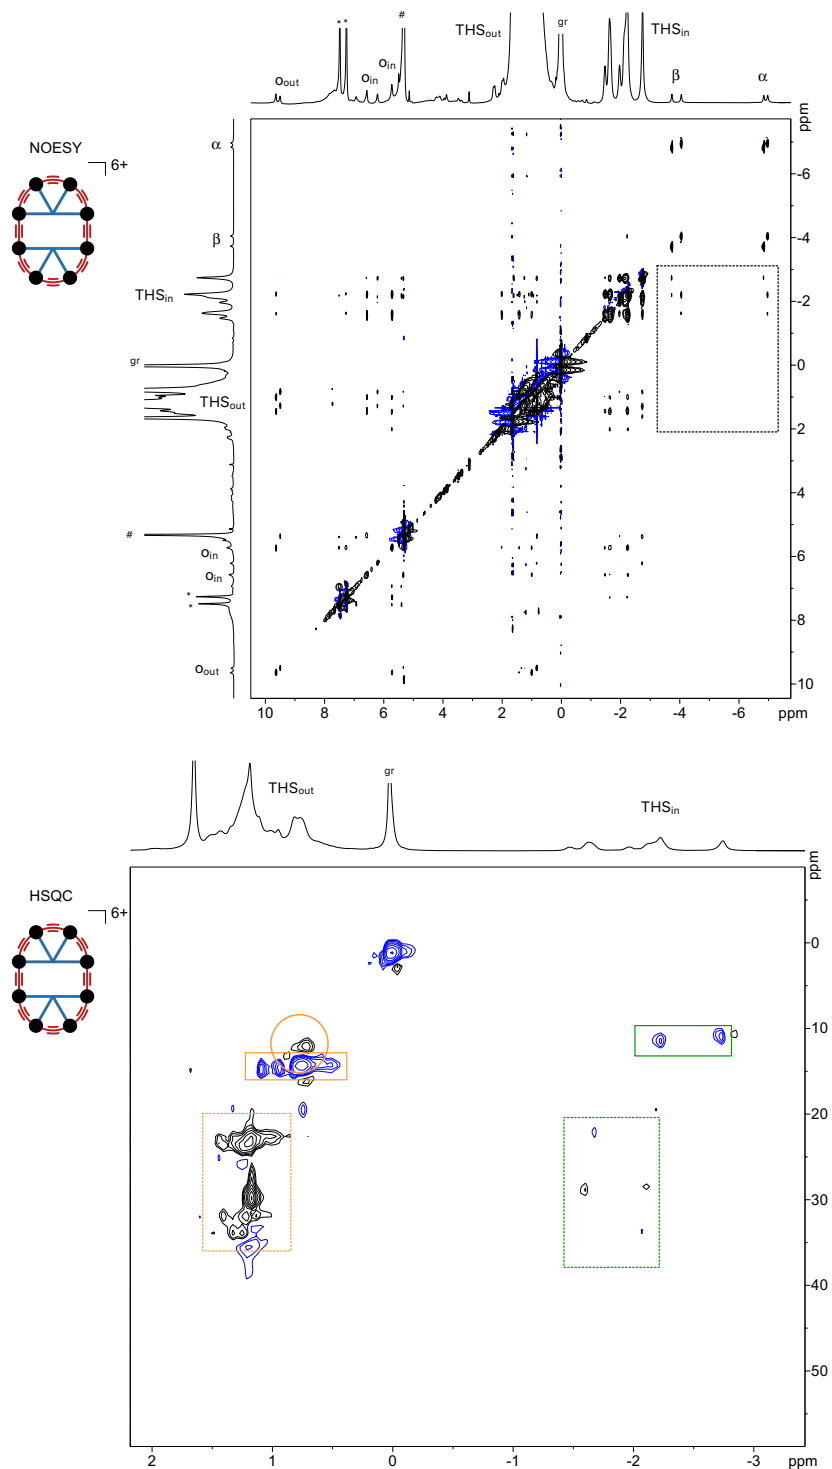 * * # THS_out gr THS_in
o_out o_in o_in β α
NOESY
6+
α
β
THS_in
gr
THS_out
#
o_in
o_in
*
*
o_out
ppm
-6
-4
-2
0
2
4
6
8
10
10 8 6 4 2 0 -2 -4 -6 ppm
THS_out gr THS_in
HSQC
6+
ppm
0
10
20
30
40
50
2 1 0 -1 -2 -3 ppm